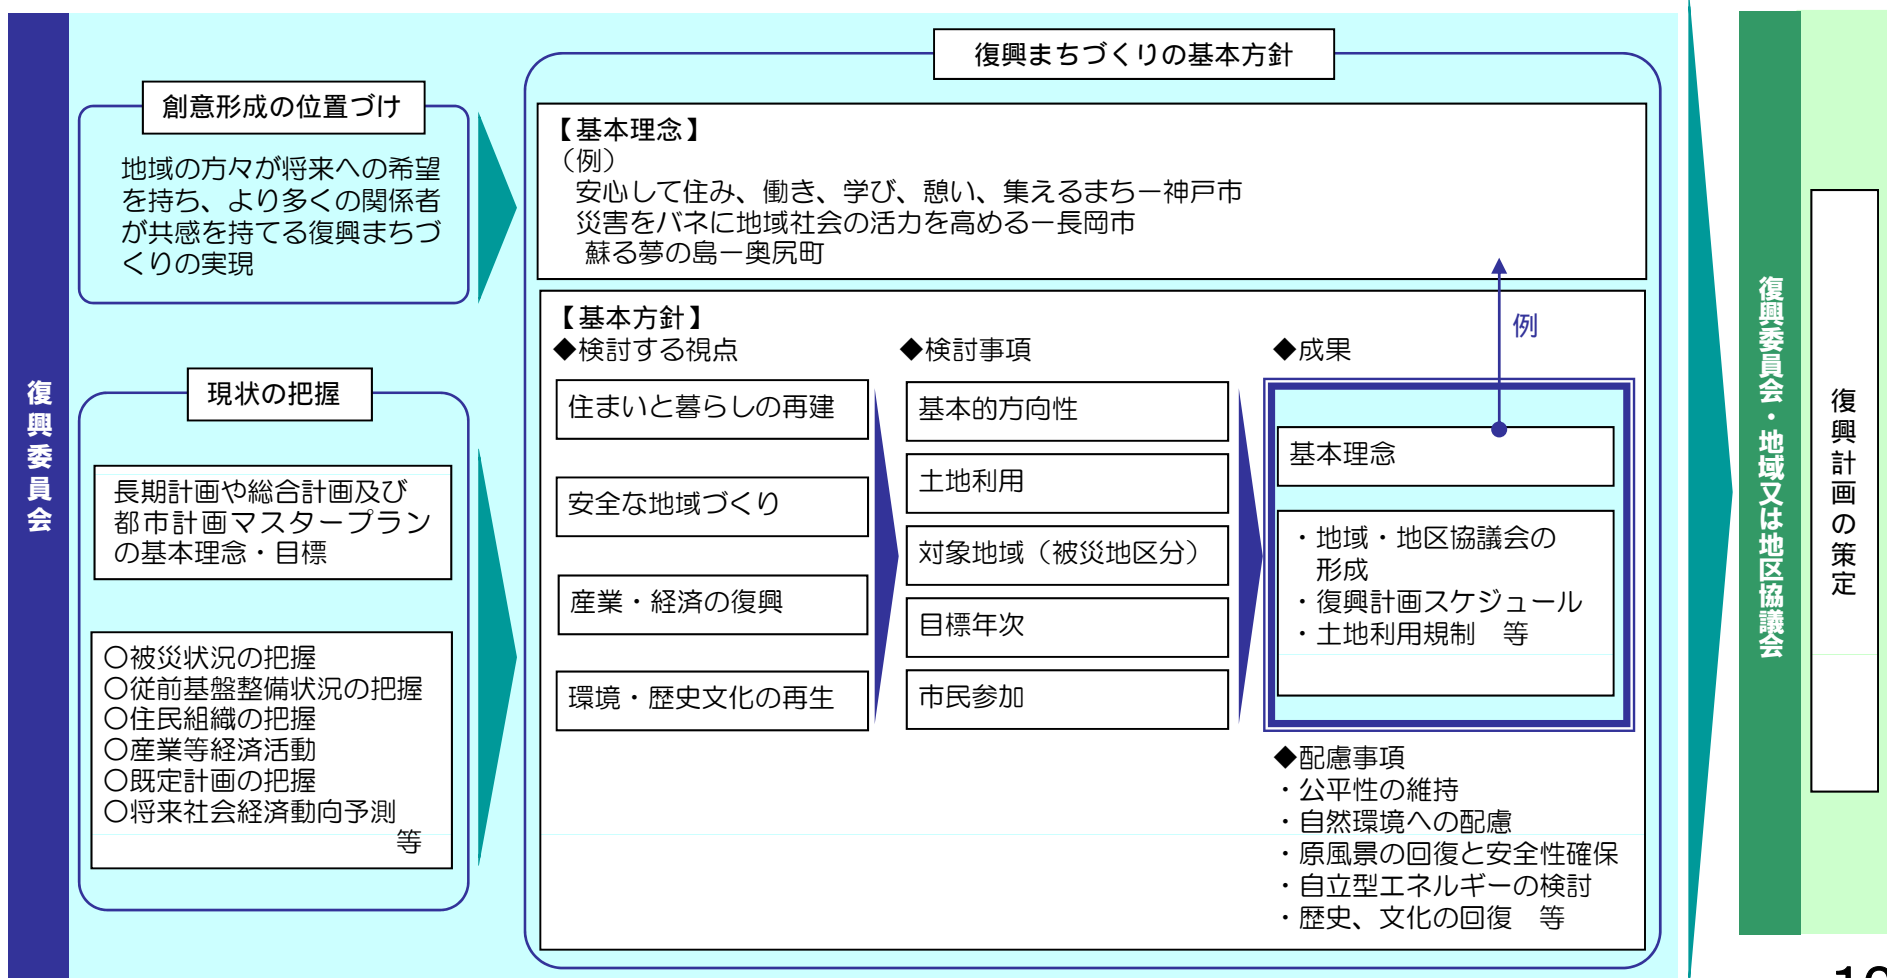 復興委員会
創意形成の位置づけ
地域の方々が将来への希望
を持ち、より多くの関係者
が共感を持てる復興まちづ
くりの実現
現状の把握
長期計画や総合計画及び
都市計画マスタープラン
の基本理念・目標
〇被災状況の把握
〇従前基盤整備状況の把握
〇住民組織の把握
〇産業等経済活動
〇既定計画の把握
〇将来社会経済動向予測
等
復興まちづくりの基本方針
【基本理念】
（例）
安心して住み、働き、学び、憩い、集えるまちー神戸市
災害をバネに地域社会の活力を高めるー長岡市
蘇る夢の島ー奥尻町
【基本方針】
◆検討する視点
住まいと暮らしの再建
安全な地域づくり
産業・経済の復興
環境・歴史文化の再生
◆検討事項
基本的方向性
土地利用
対象地域（被災地区分）
目標年次
市民参加
◆成果
例
基本理念
・地域・地区協議会の
形成
・復興計画スケジュール
・土地利用規制　等
◆配慮事項
・公平性の維持
・自然環境への配慮
・原風景の回復と安全性確保
・自立型エネルギーの検討
・歴史、文化の回復　等
復興委員会・地域又は地区協議会
復興計画の策定